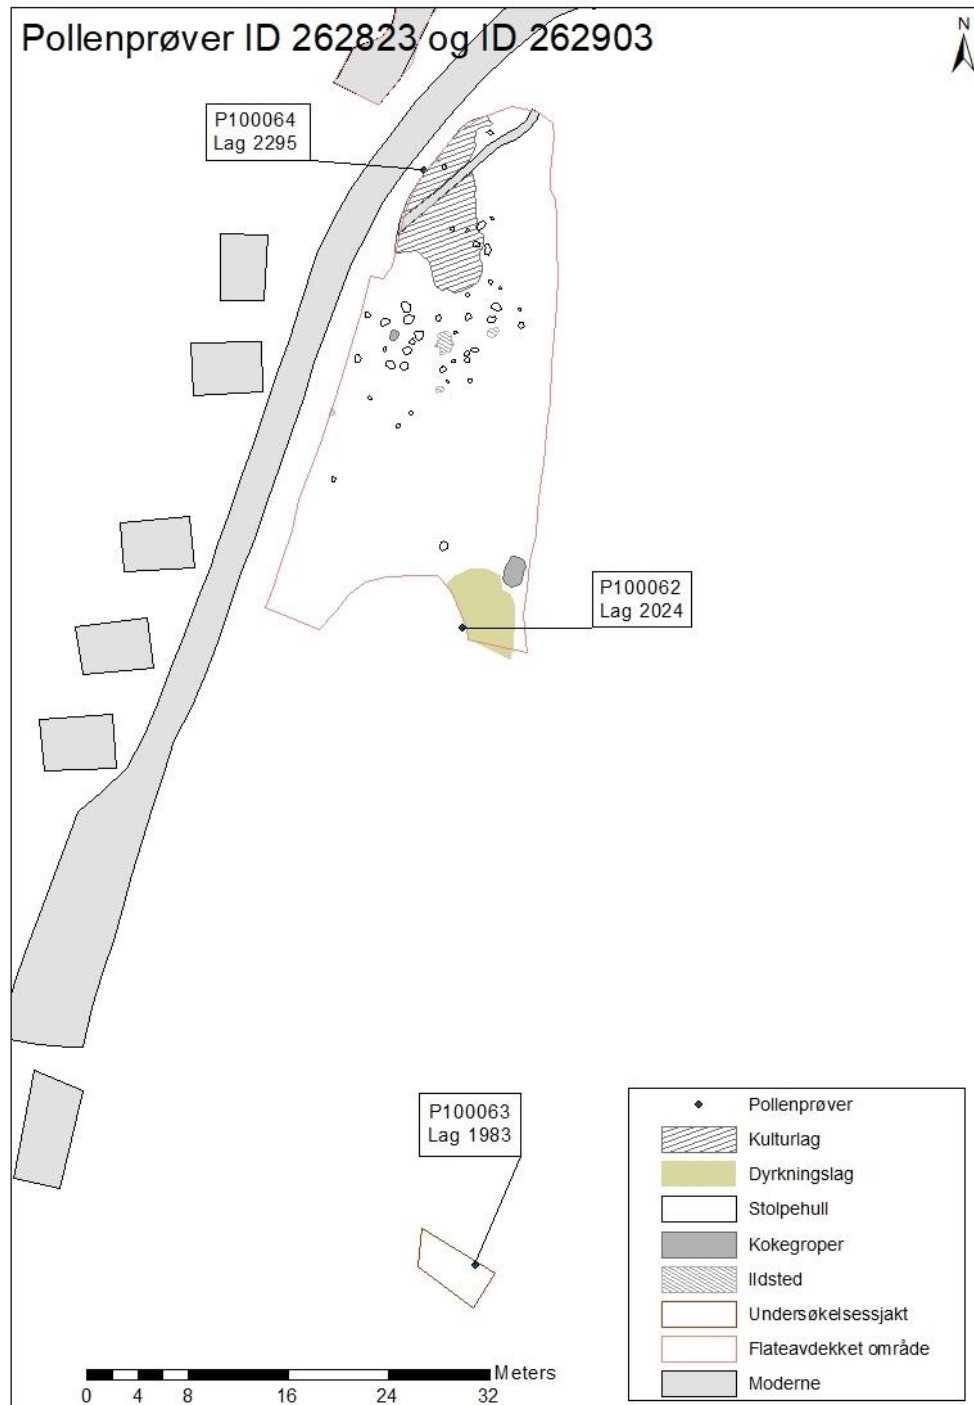 Pollenprøver ID 262823 og ID 262903
N
P100064
Lag 2295
P100062
Lag 2024
P100063
Lag 1983
Pollenprøver
Kulturlag
Dyrkningslag
Stolpehull
Kokegroper
Ildsted
Undersøkelsessjakt
Flateavdekket område
Moderne
Meters
0 4 8 16 24 32